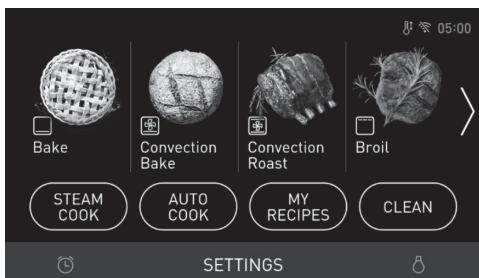 05:00
Bake
Convection
Bake
Convection
Roast
Broil
STEAM
COOK
AUTO
COOK
MY
RECIPES
CLEAN
SETTINGS